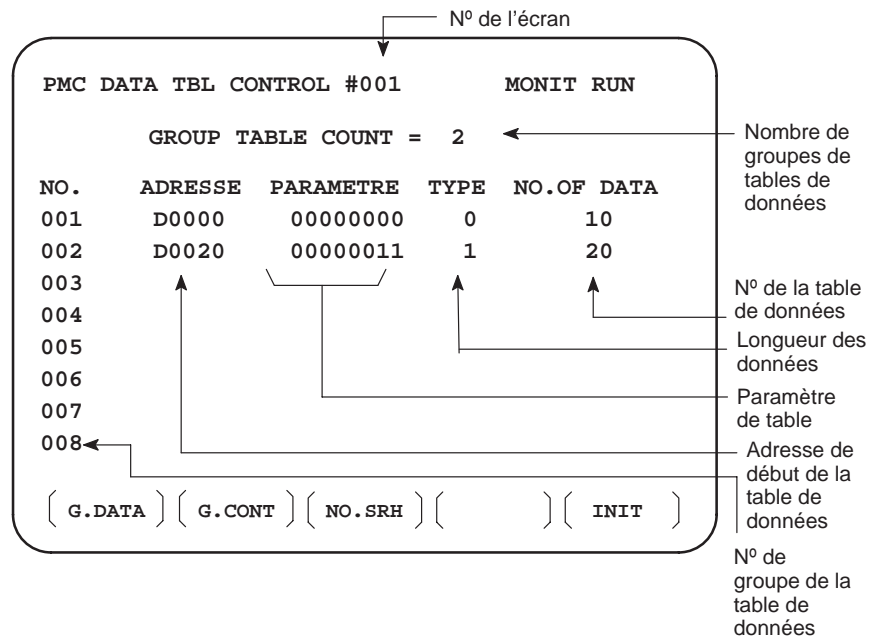 Nº de l'écran
PMC DATA TBL CONTROL #001 MONIT RUN
GROUP TABLE COUNT = 2
NO. ADRESSE PARAMETRE TYPE NO.OF DATA
001 D0000 00000000 0 10
002 D0020 00000011 1 20
003
004
005
006
007
008
G.DATA G.CONT NO.SRH INIT
Nombre de
groupes de
tables de
données
Nº de la table
de données
Longueur des
données
Paramètre
de table
Adresse de
début de la
table de
données
Nº de
groupe de la
table de
données